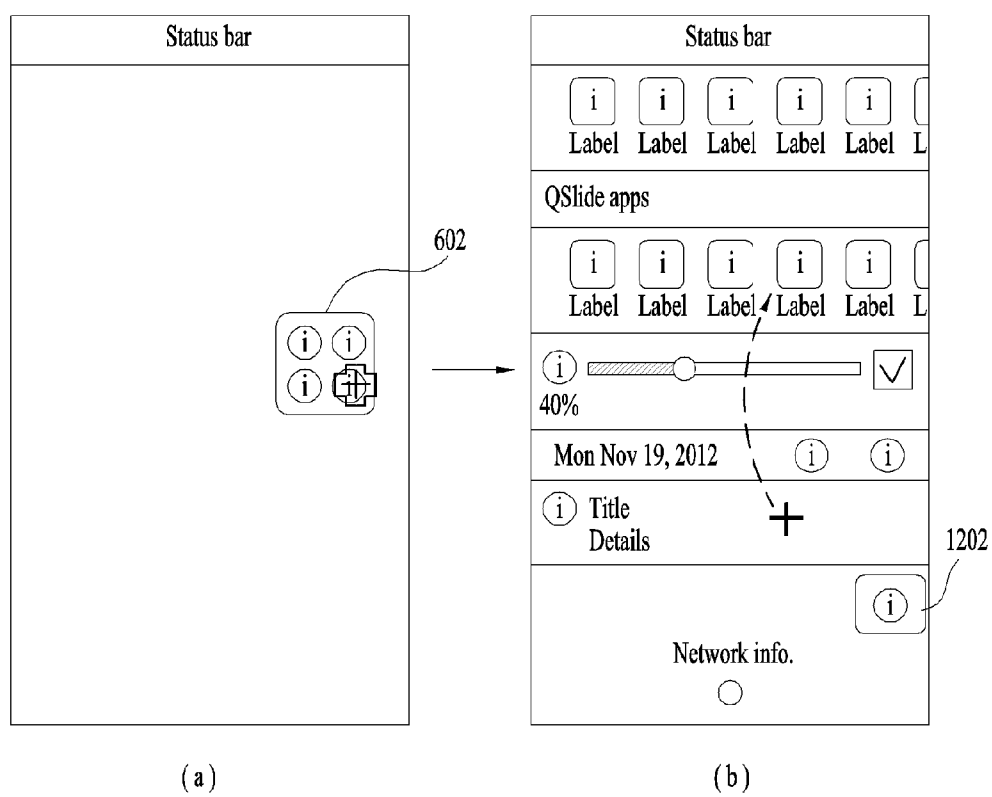 Status bar
602
i i
i i
(a)
Status bar
i i i i i
Label Label Label Label Label L
QSlide apps
i i i i i
Label Label Label Label Label L
i
40%
Mon Nov 19, 2012 i i
i Title
Details
1202
i
Network info.
(b)